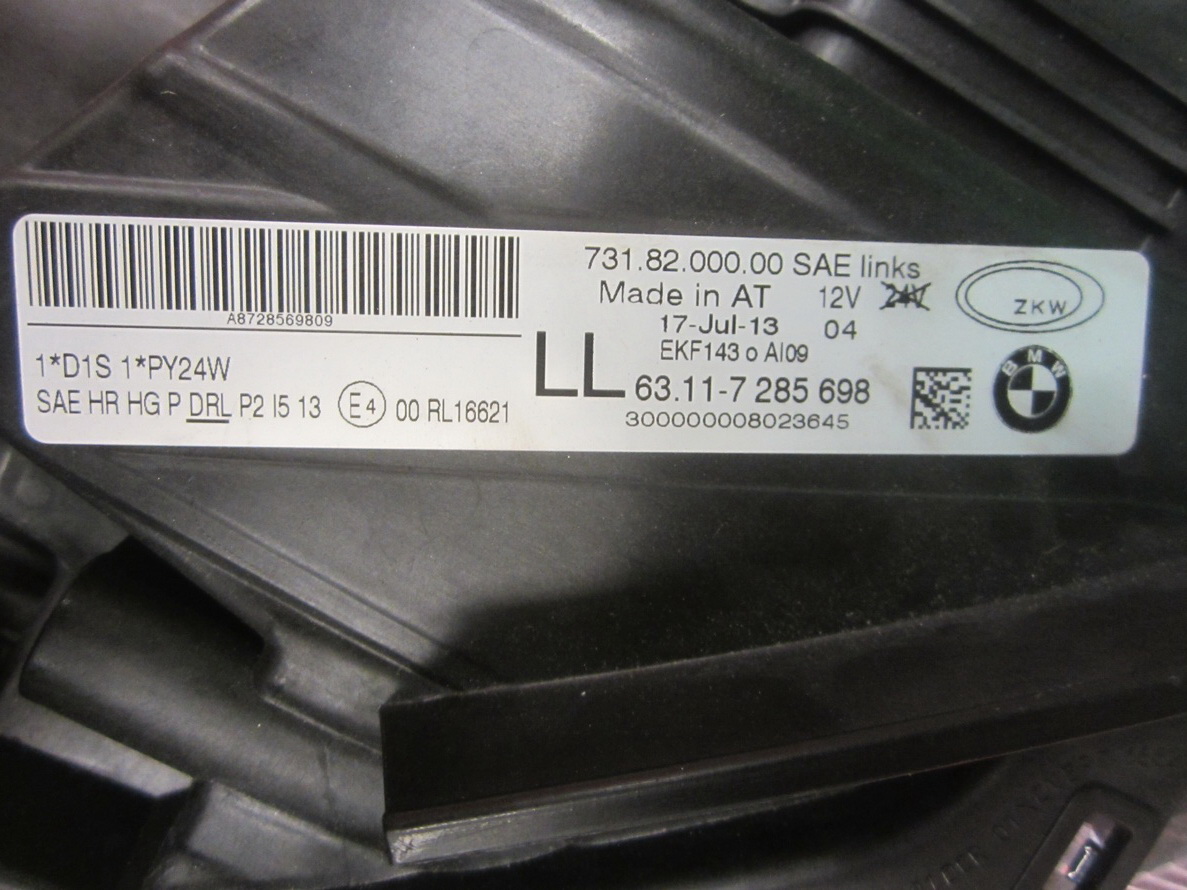 A8728569809
1*D1S 1*PY24W
SAE HR HG P DRL P2 I5 13 E4 00 RL16621
731.82.000.00 SAE links
Made in AT 12V 24V
17-Jul-13 04
EKF143 o AI09
LL 63.11-7 285 698
300000008023645
ZKW
BMW